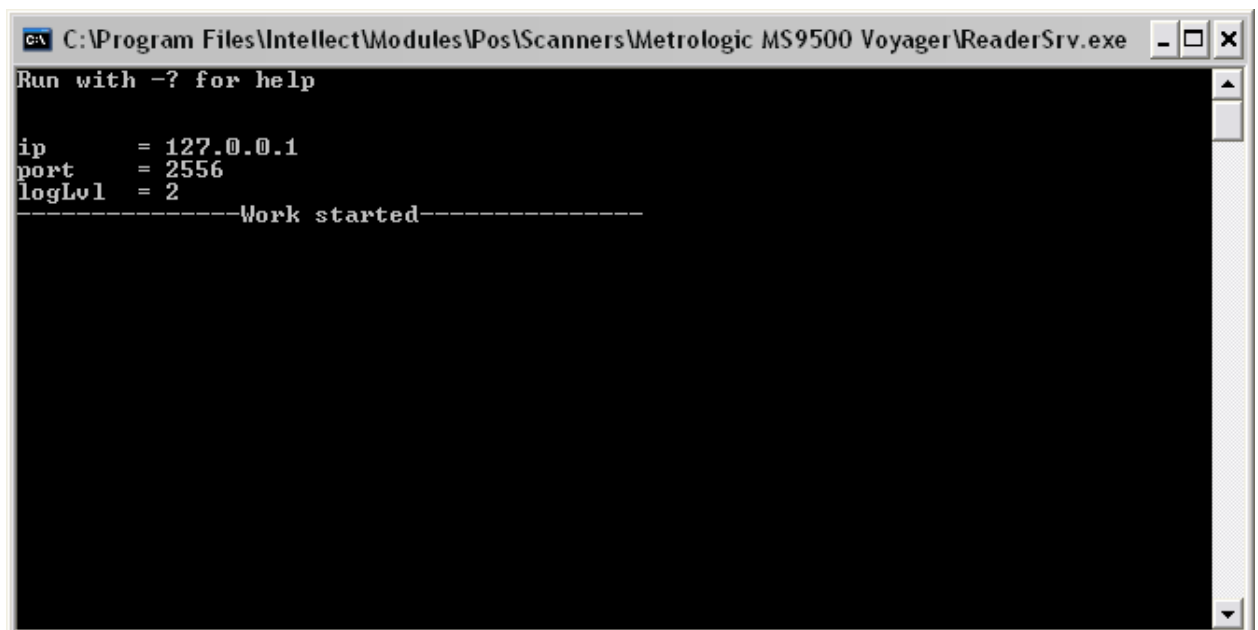 C:\Program Files\Intellect\Modules\Pos\Scanners\Metrologic MS9500 Voyager\ReaderSrv.exe
Run with -? for help
ip = 127.0.0.1
port = 2556
logLvl = 2
---------------Work started---------------